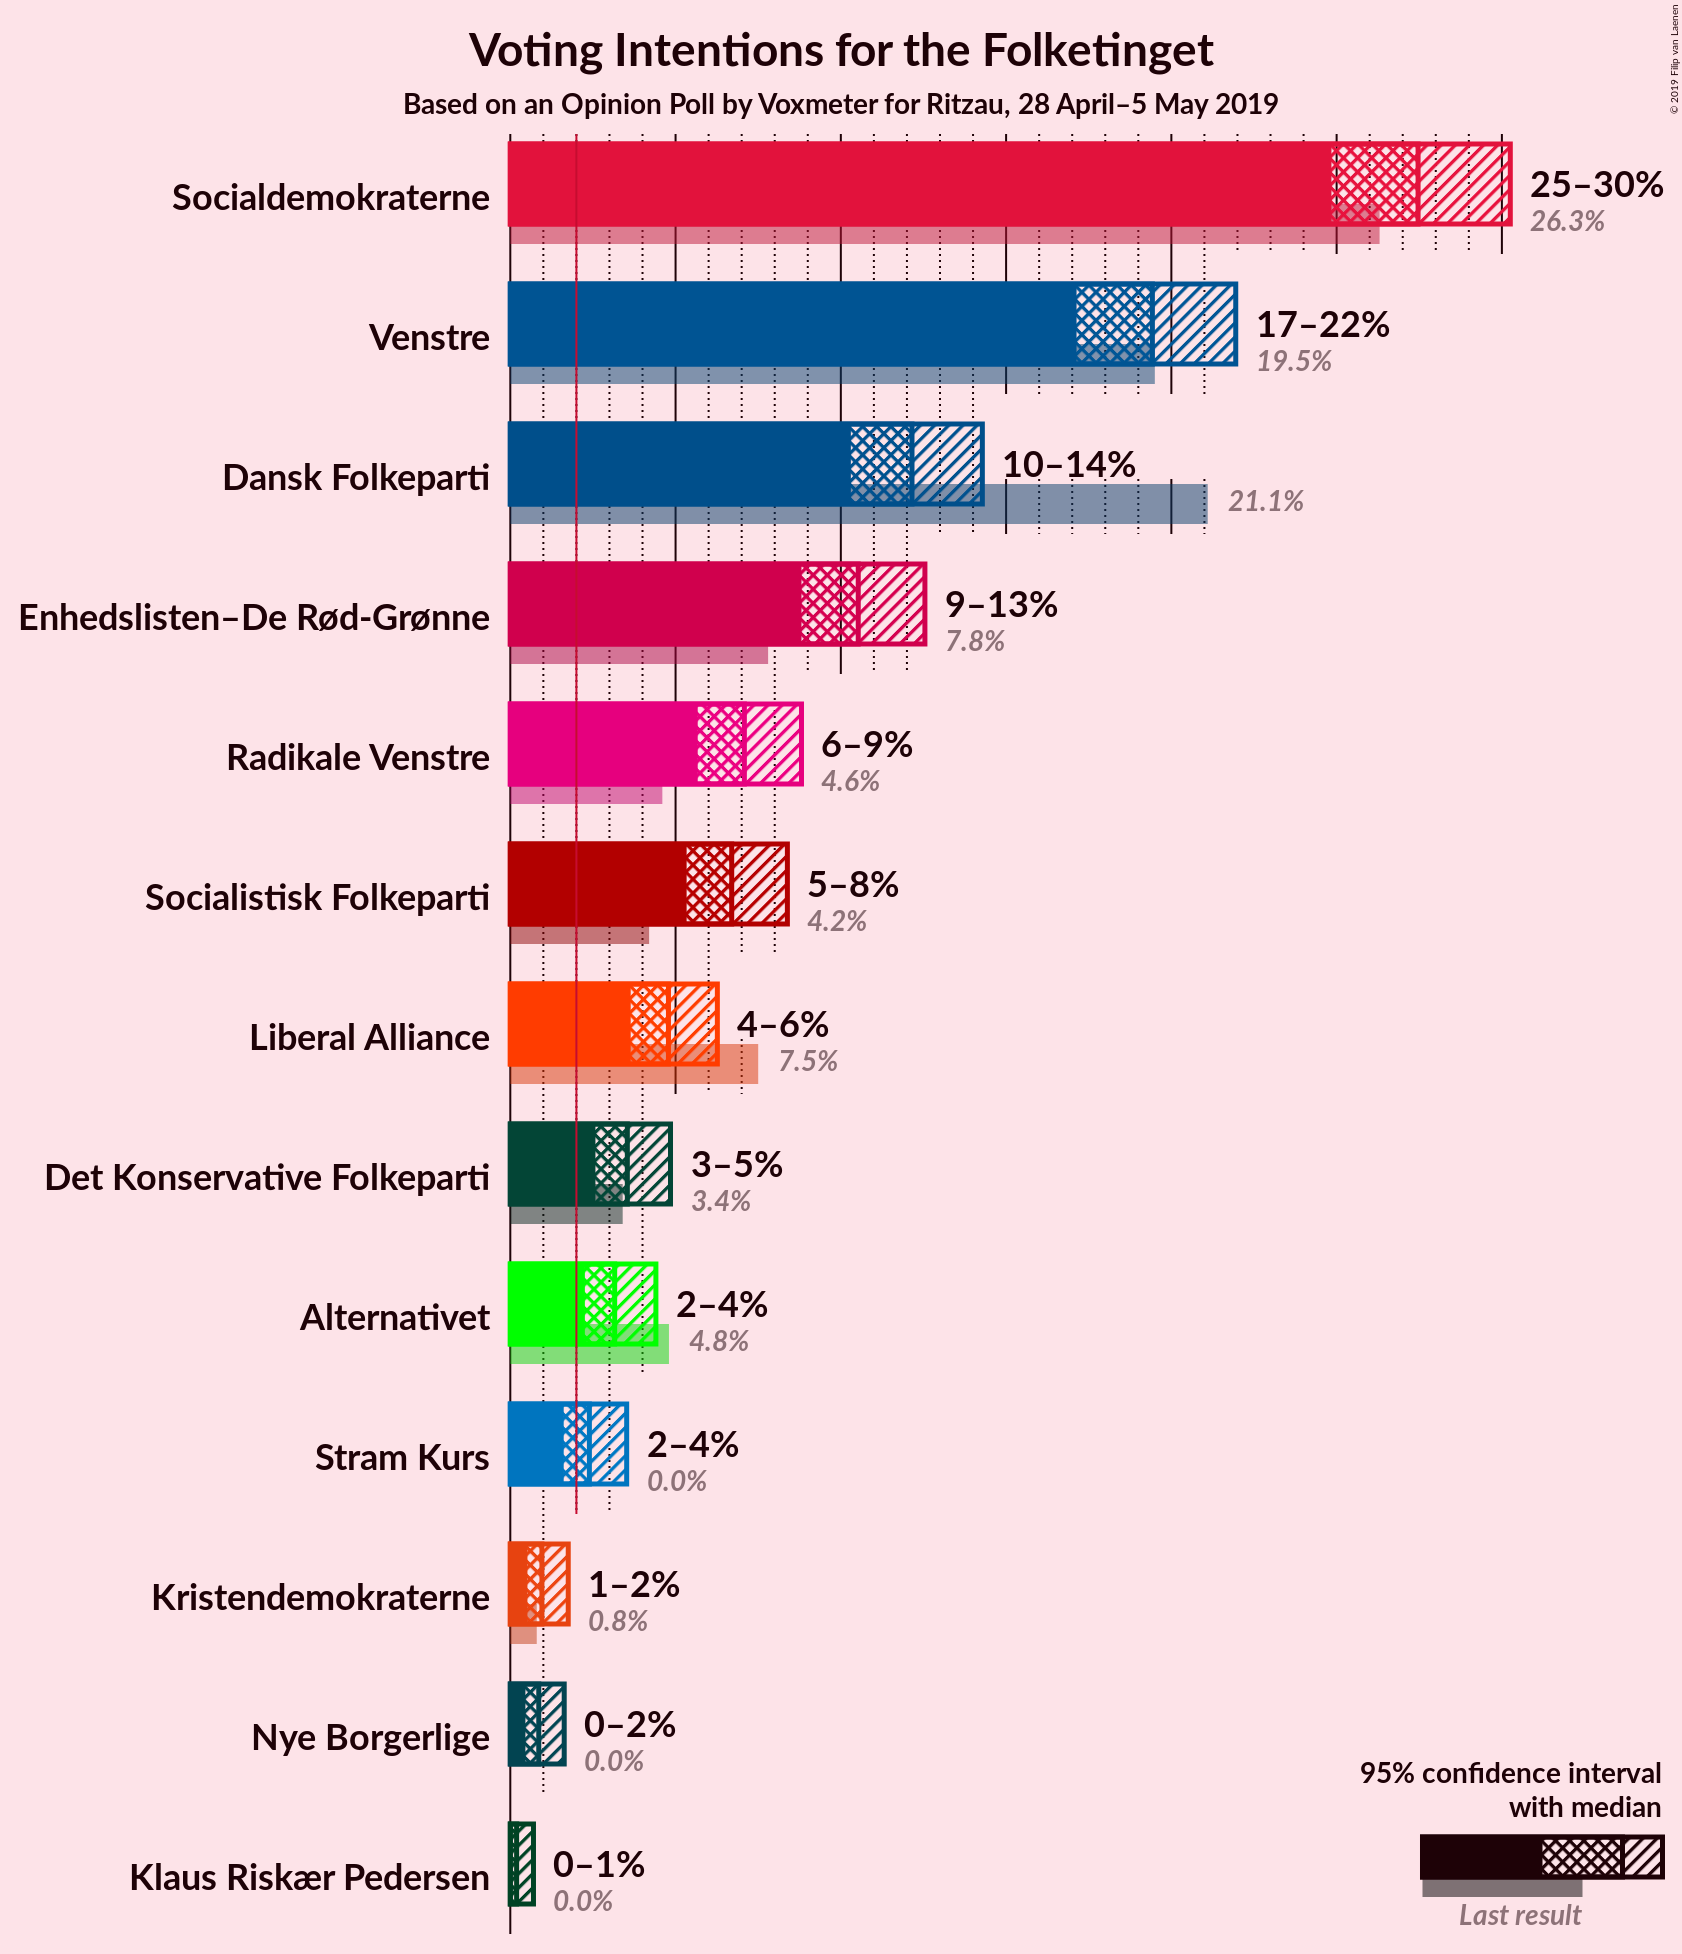 Voting Intentions for the Folketinget
Based on an Opinion Poll by Voxmeter for Ritzau, 28 April–5 May 2019
© 2019 Filip van Laenen
Socialdemokraterne
25–30%
26.3%
Venstre
17–22%
19.5%
Dansk Folkeparti
10–14%
21.1%
Enhedslisten–De Rød-Grønne
9–13%
7.8%
Radikale Venstre
6–9%
4.6%
Socialistisk Folkeparti
5–8%
4.2%
Liberal Alliance
4–6%
7.5%
Det Konservative Folkeparti
3–5%
3.4%
Alternativet
2–4%
4.8%
Stram Kurs
2–4%
0.0%
Kristendemokraterne
1–2%
0.8%
Nye Borgerlige
0–2%
0.0%
Klaus Riskær Pedersen
0–1%
0.0%
95% confidence interval
with median
Last result